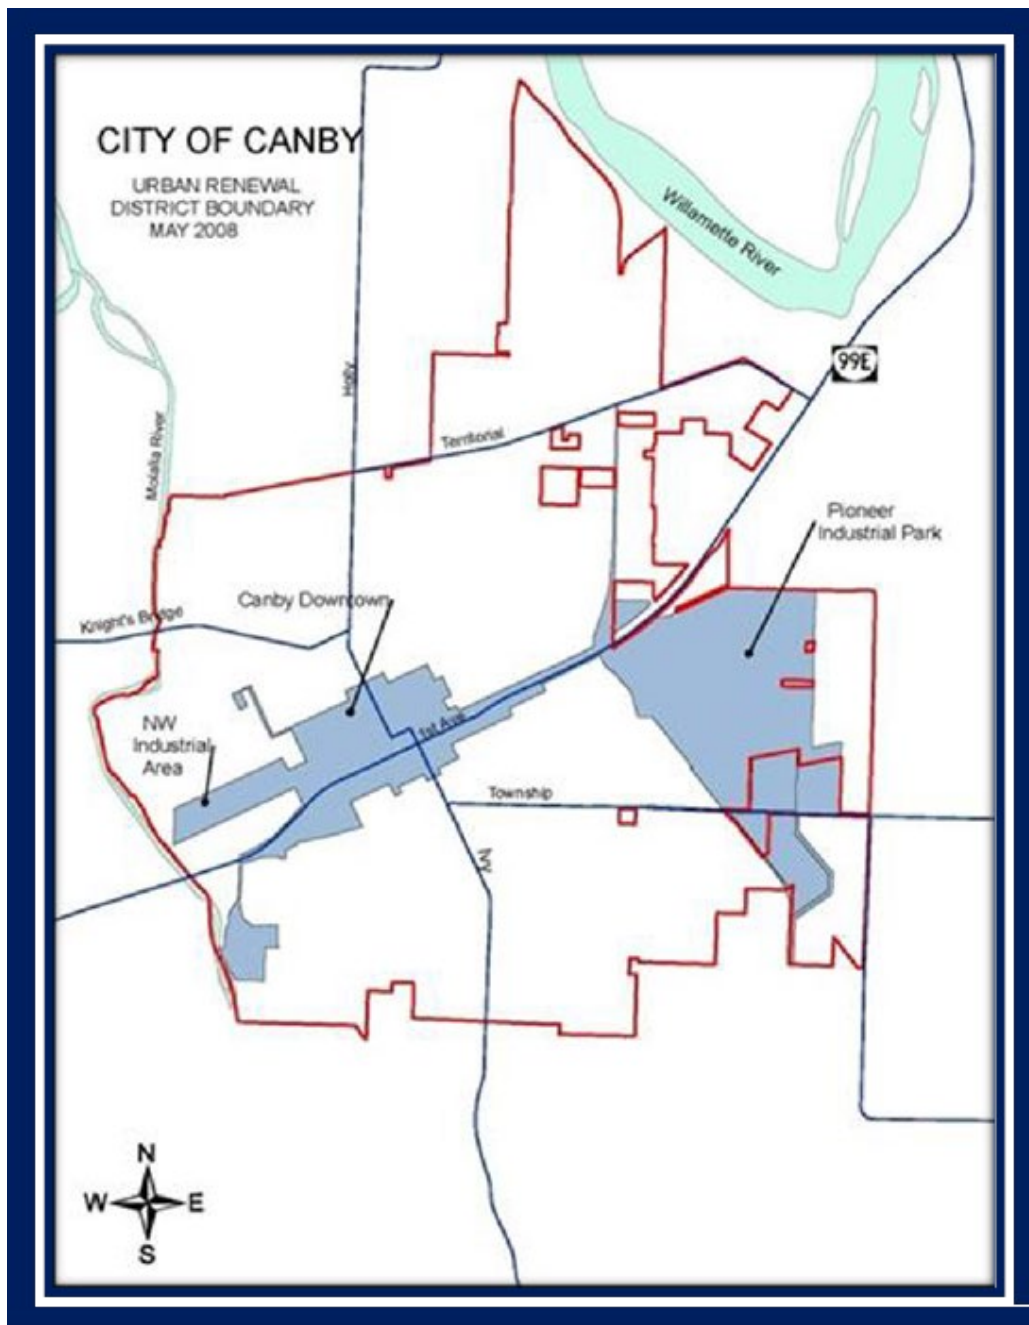 CITY OF CANBY
URBAN RENEWAL
DISTRICT BOUNDARY
MAY 2008
Willamette River
99E
Holly
Territorial
Molalla River
Pioneer
Industrial Park
Canby Downtown
Knight's Bridge
NW
Industrial
Area
1st Ave
Township
Ivy
N
W
E
S